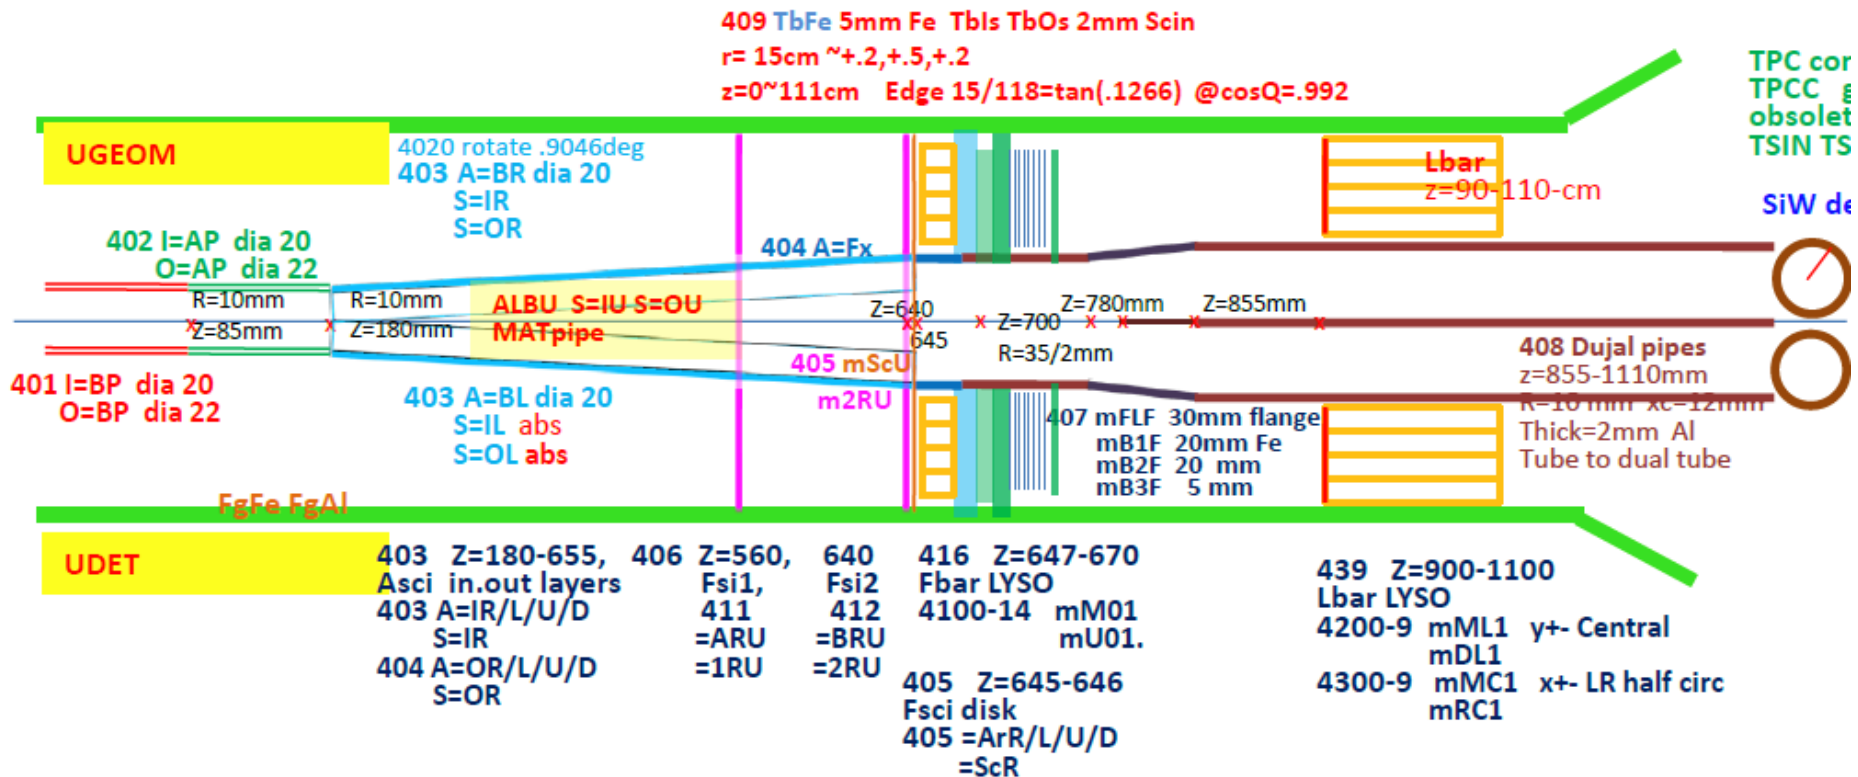 409 TbFe 5mm Fe TbIs TbOs 2mm Scin
r= 15cm ~+.2,+.5,+.2
z=0~111cm Edge 15/118=tan(.1266) @cosQ=.992
TPC con
TPCC g
obsolet
TSIN TS
SiW de
UGEOM
4020 rotate .9046deg
403 A=BR dia 20
S=IR
S=OR
Lbar
z=90-110-cm
402 I=AP dia 20
O=AP dia 22
404 A=Fx
R=10mm
Z=85mm
R=10mm
Z=180mm
ALBU S=IU S=OU
MATpipe
Z=640
645
Z=700
R=35/2mm
Z=780mm
Z=855mm
401 I=BP dia 20
O=BP dia 22
403 A=BL dia 20
S=IL abs
S=OL abs
405 mScU
m2RU
407 mFLF 30mm flange
mB1F 20mm Fe
mB2F 20 mm
mB3F 5 mm
408 Dujal pipes
z=855-1110mm
R=10 mm xc=12mm
Thick=2mm Al
Tube to dual tube
FgFe FgAl
UDET
403 Z=180-655,
Asci in.out layers
403 A=IR/L/U/D
S=IR
404 A=OR/L/U/D
S=OR
406 Z=560, 640
Fsi1, Fsi2
411 412
=ARU =BRU
=1RU =2RU
416 Z=647-670
Fbar LYSO
4100-14 mM01
mU01.
405 Z=645-646
Fsci disk
405 =ArR/L/U/D
=ScR
439 Z=900-1100
Lbar LYSO
4200-9 mML1 y+- Central
mDL1
4300-9 mMC1 x+- LR half circ
mRC1